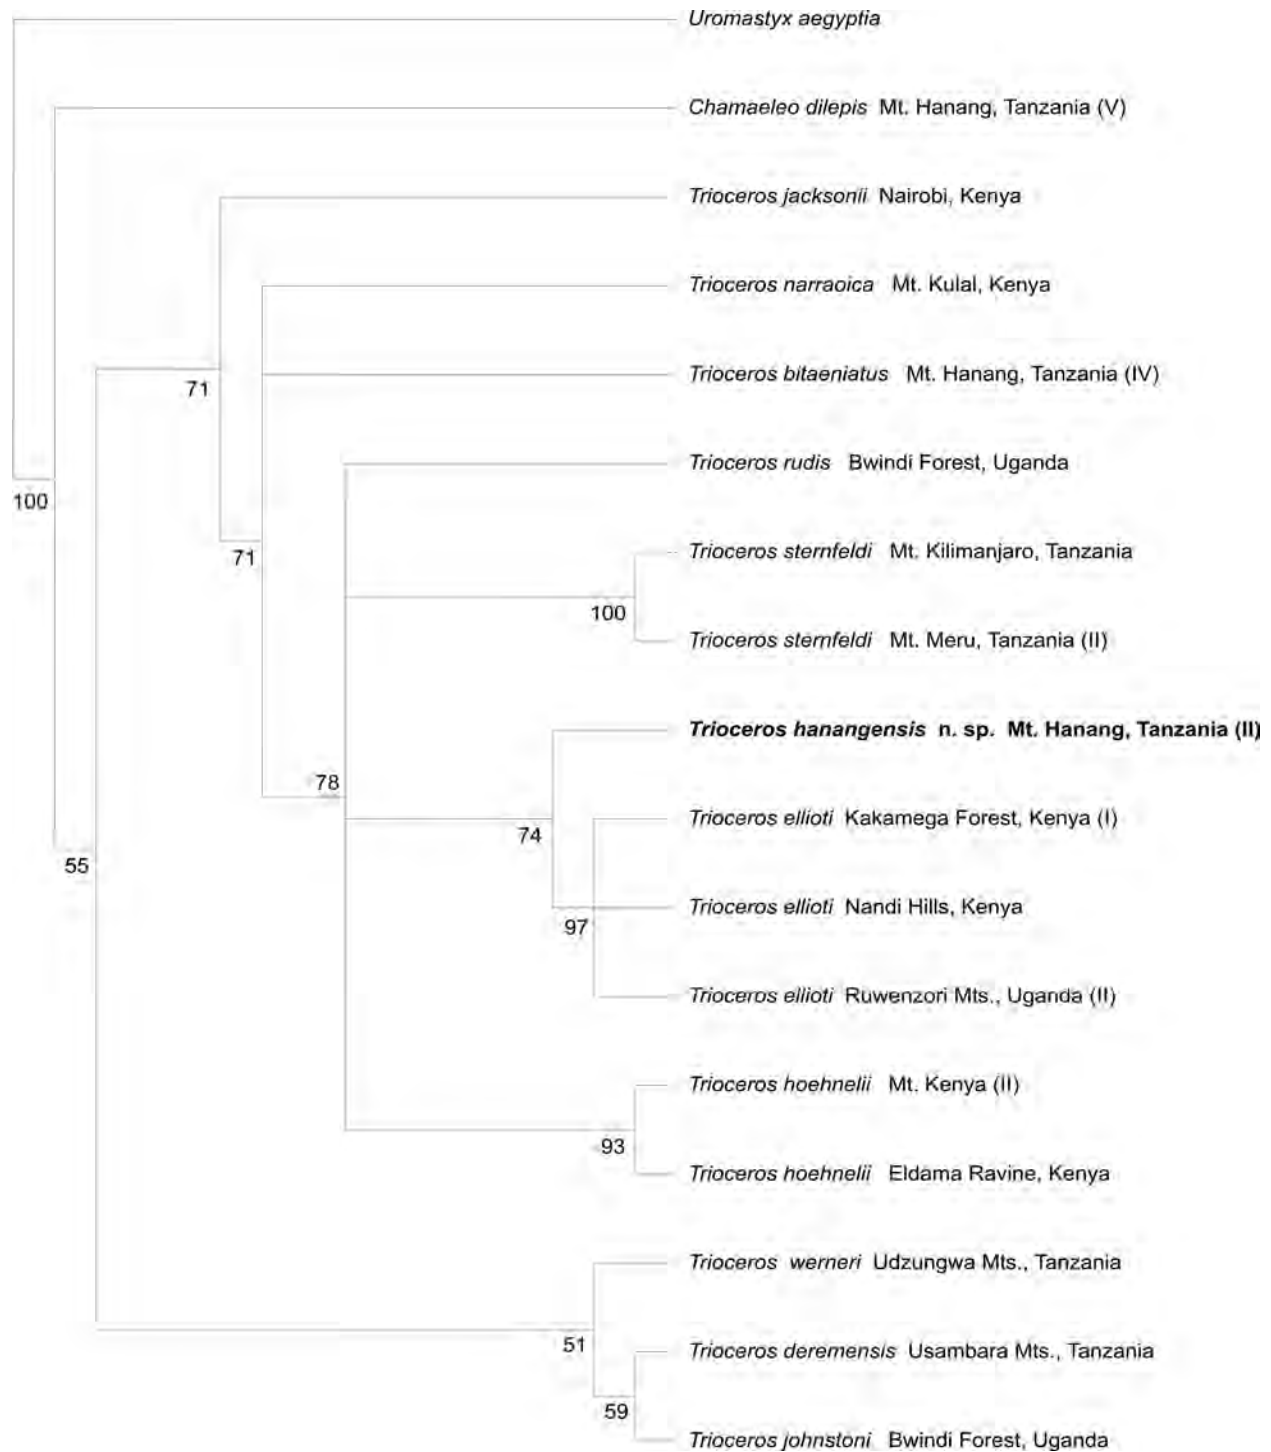 Uromastyx aegyptia
Chamaeleo dilepis Mt. Hanang, Tanzania (V)
Trioceros jacksonii Nairobi, Kenya
Trioceros narraoica Mt. Kulal, Kenya
71
Trioceros bitaeniatus Mt. Hanang, Tanzania (IV)
Trioceros rudis Bwindi Forest, Uganda
100
71
Trioceros sternfeldi Mt. Kilimanjaro, Tanzania
100
Trioceros sternfeldi Mt. Meru, Tanzania (II)
Trioceros hanangensis n. sp. Mt. Hanang, Tanzania (II)
78
74
Trioceros ellioti Kakamega Forest, Kenya (I)
55
Trioceros ellioti Nandi Hills, Kenya
97
Trioceros ellioti Ruwenzori Mts., Uganda (II)
Trioceros hoehnelii Mt. Kenya (II)
93
Trioceros hoehnelii Eldama Ravine, Kenya
Trioceros werneri Udzungwa Mts., Tanzania
51
Trioceros deremensis Usambara Mts., Tanzania
59
Trioceros johnstoni Bwindi Forest, Uganda